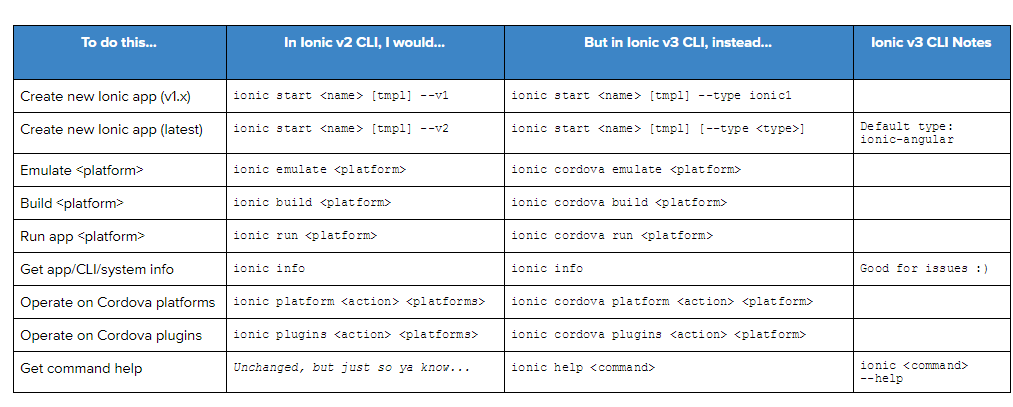 To do this... In Ionic v2 CLI, I would... But in Ionic v3 CLI, instead... Ionic v3 CLI Notes
Create new Ionic app (v1.x) ionic start <name> [tmpl] --v1 ionic start <name> [tmpl] --type ionic1
Create new Ionic app (latest) ionic start <name> [tmpl] --v2 ionic start <name> [tmpl] [--type <type>] Default type:
ionic-angular
Emulate <platform> ionic emulate <platform> ionic cordova emulate <platform>
Build <platform> ionic build <platform> ionic cordova build <platform>
Run app <platform> ionic run <platform> ionic cordova run <platform>
Get app/CLI/system info ionic info ionic info Good for issues :)
Operate on Cordova platforms ionic platform <action> <platforms> ionic cordova platform <action> <platform>
Operate on Cordova plugins ionic plugins <action> <platforms> ionic cordova plugins <action> <platform>
Get command help Unchanged, but just so ya know... ionic help <command> ionic <command>
--help